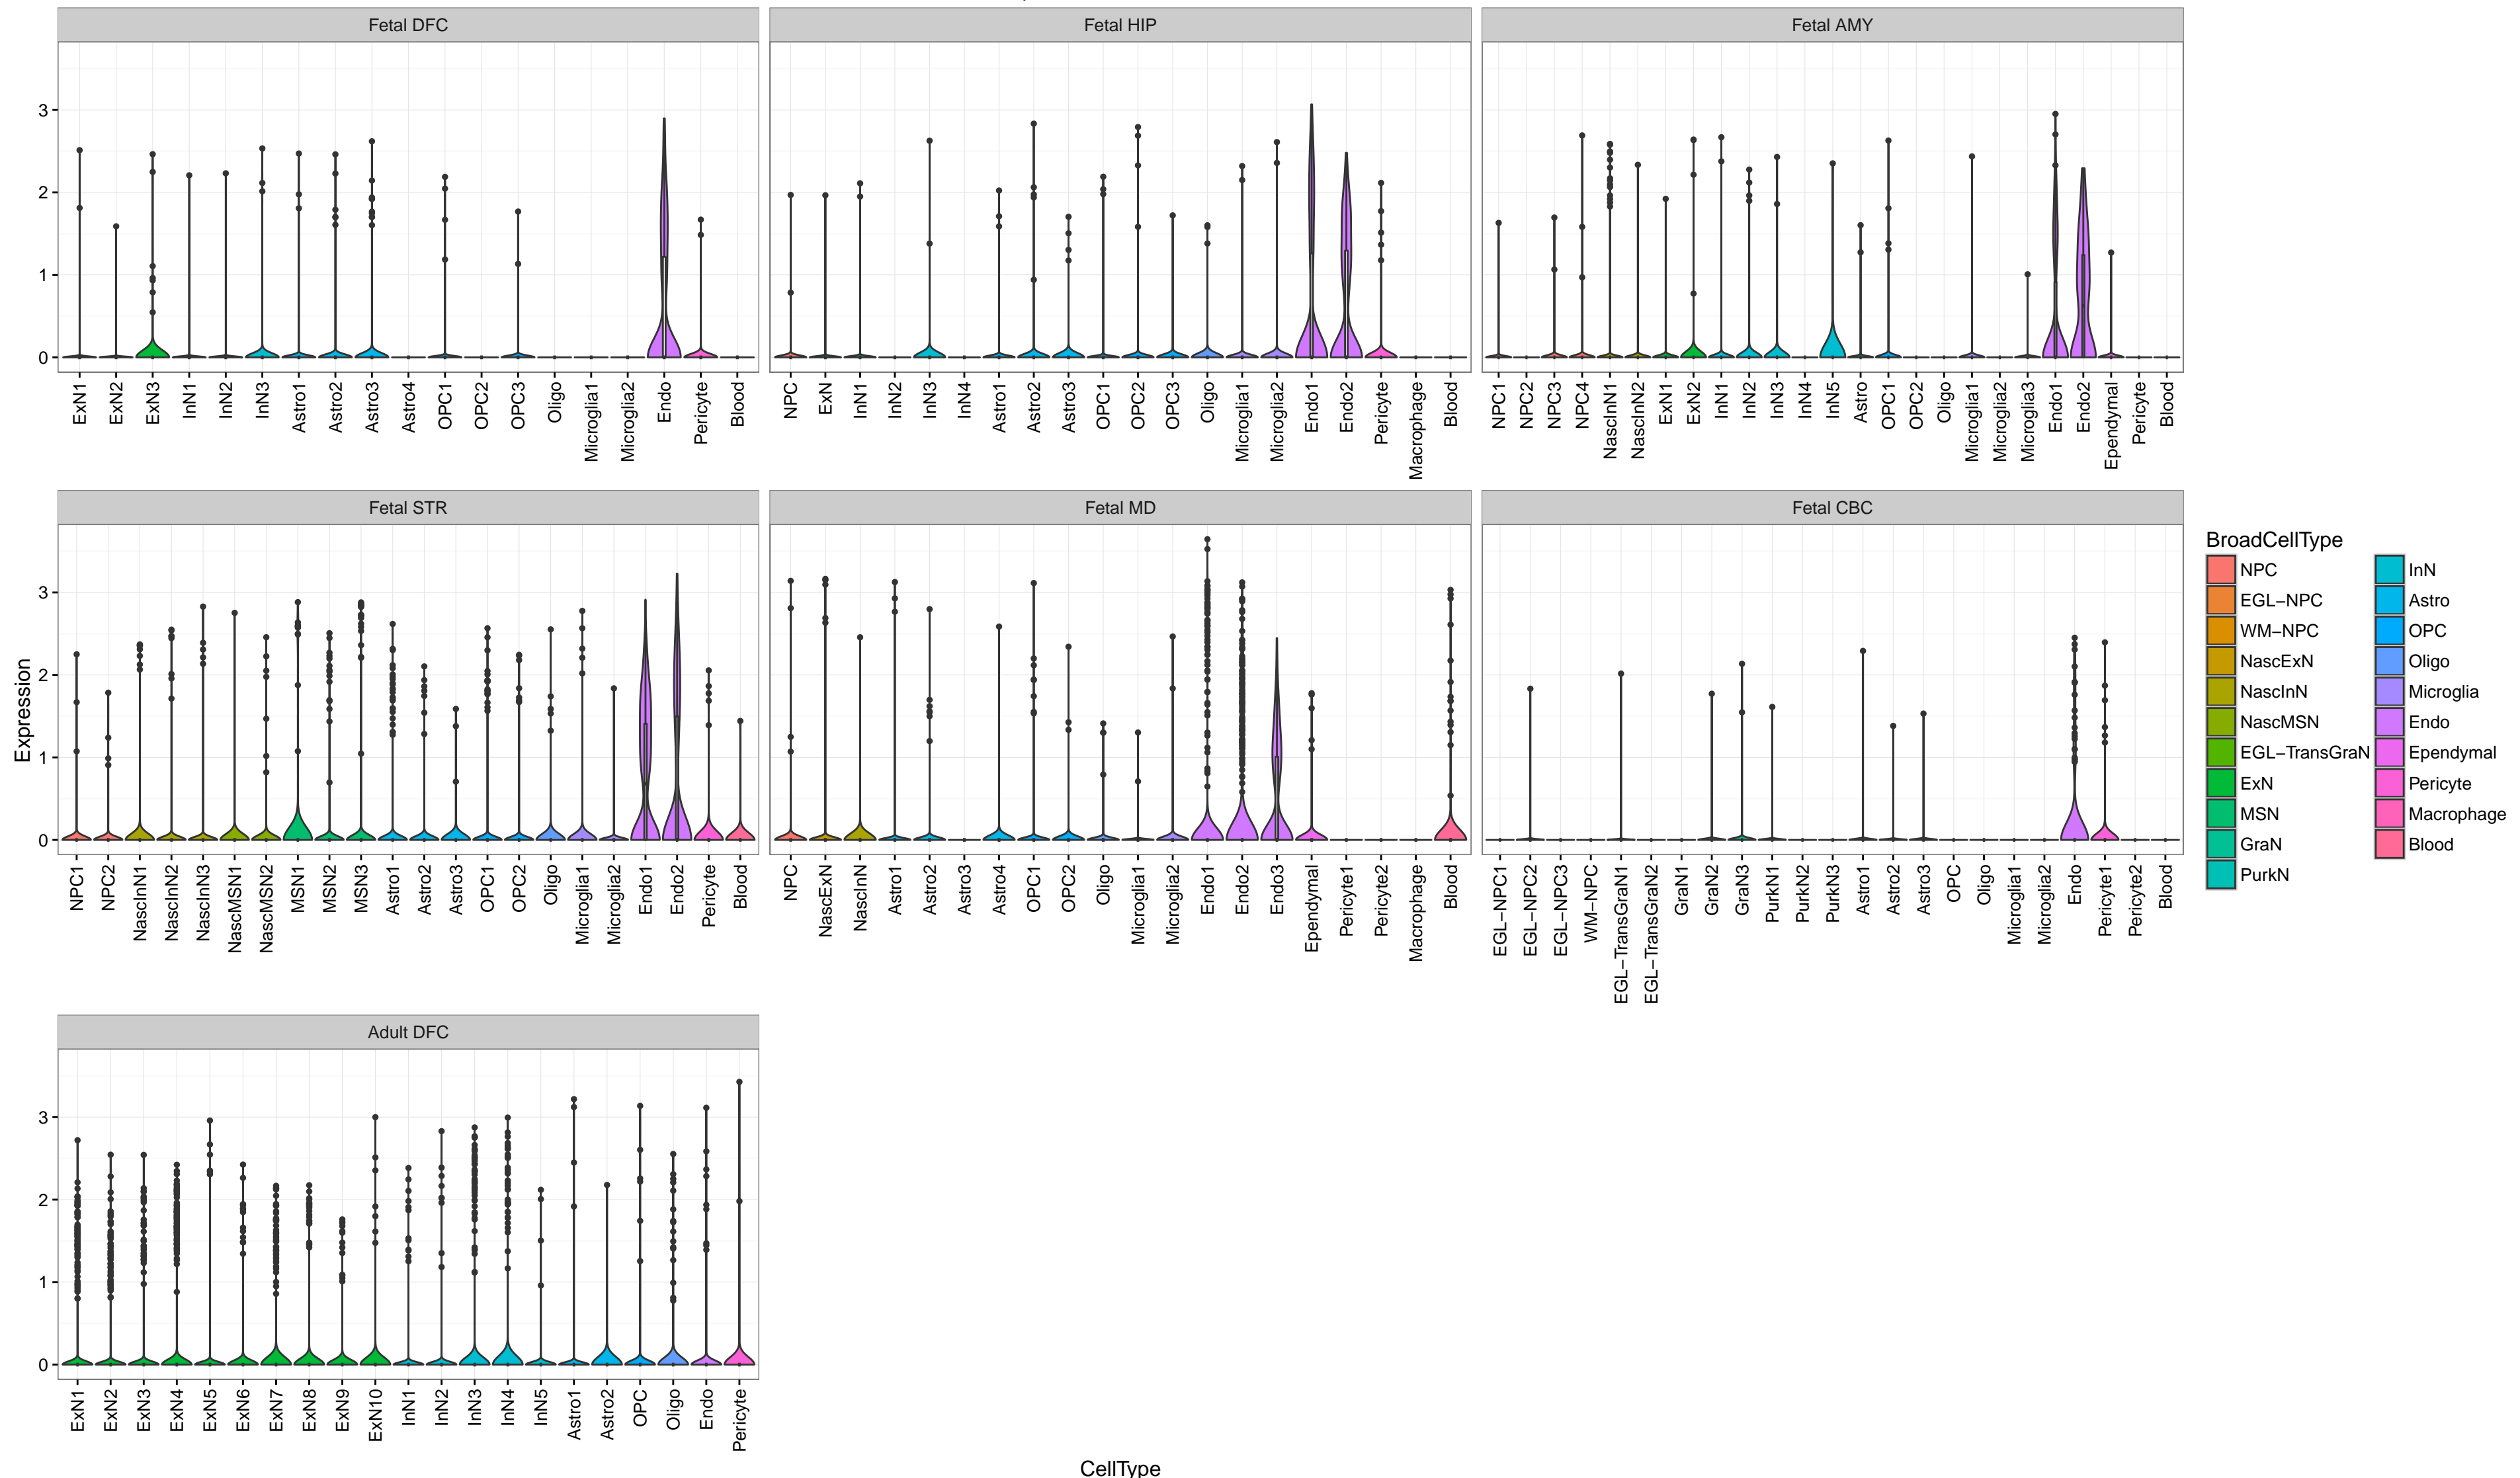 Fetal DFC Fetal HIP Fetal AMY
3
2
1
0
ExN1 ExN2 ExN3 InN1 InN2 InN3 Astro1 Astro2 Astro3 Astro4 OPC1 OPC2 OPC3 Oligo Microglia1 Microglia2 Endo Pericyte Blood
NPC ExN InN1 InN2 InN3 InN4 Astro1 Astro2 Astro3 OPC1 OPC2 OPC3 Oligo Microglia1 Microglia2 Endo1 Endo2 Pericyte Macrophage Blood
NPC1 NPC2 NPC3 NPC4 NascInN1 NascInN2 ExN1 ExN2 InN1 InN2 InN3 InN4 InN5 Astro OPC1 OPC2 Oligo Microglia1 Microglia2 Microglia3 Endo1 Endo2 Ependymal Pericyte Blood
Fetal STR Fetal MD Fetal CBC
Expression
3
2
1
0
NPC1 NPC2 NascInN1 NascInN2 NascInN3 NascMSN1 NascMSN2 MSN1 MSN2 MSN3 Astro1 Astro2 Astro3 OPC1 OPC2 Oligo Microglia1 Microglia2 Endo1 Endo2 Pericyte Blood
NPC NascExN NascInN Astro1 Astro2 Astro3 Astro4 OPC1 OPC2 Oligo Microglia1 Microglia2 Endo1 Endo2 Endo3 Ependymal Pericyte1 Pericyte2 Macrophage Blood
EGL–NPC1 EGL–NPC2 EGL–NPC3 WM–NPC EGL–TransGraN1 EGL–TransGraN2 GraN1 GraN2 GraN3 PurkN1 PurkN2 PurkN3 Astro1 Astro2 Astro3 OPC Oligo Microglia1 Microglia2 Endo Pericyte1 Pericyte2 Blood
BroadCellType
NPC InN
EGL–NPC Astro
WM–NPC OPC
NascExN Oligo
NascInN Microglia
NascMSN Endo
EGL–TransGraN Ependymal
ExN Pericyte
MSN Macrophage
GraN Blood
PurkN
Adult DFC
3
2
1
0
ExN1 ExN2 ExN3 ExN4 ExN5 ExN6 ExN7 ExN8 ExN9 ExN10 InN1 InN2 InN3 InN4 InN5 Astro1 Astro2 OPC Oligo Endo Pericyte
CellType